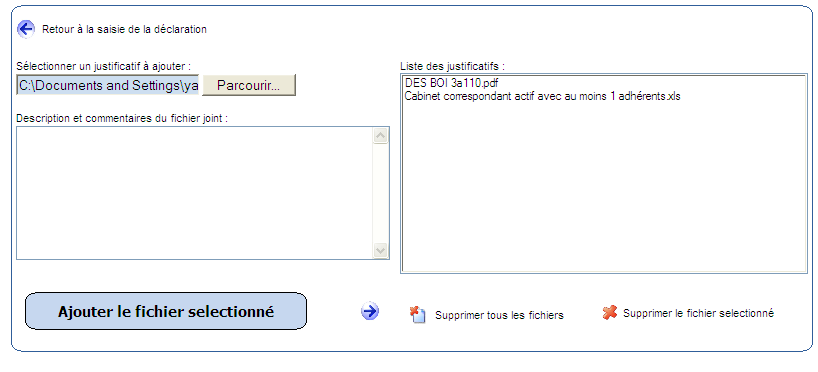 Retour à la saisie de la déclaration
Sélectionner un justificatif à ajouter :
C:\Documents and Settings\ya
Parcourir...
Description et commentaires du fichier joint :
Liste des justificatifs :
DES BOI 3a110.pdf
Cabinet correspondant actif avec au moins 1 adhérents.xls
Ajouter le fichier selectionné
Supprimer tous les fichiers
Supprimer le fichier selectionné